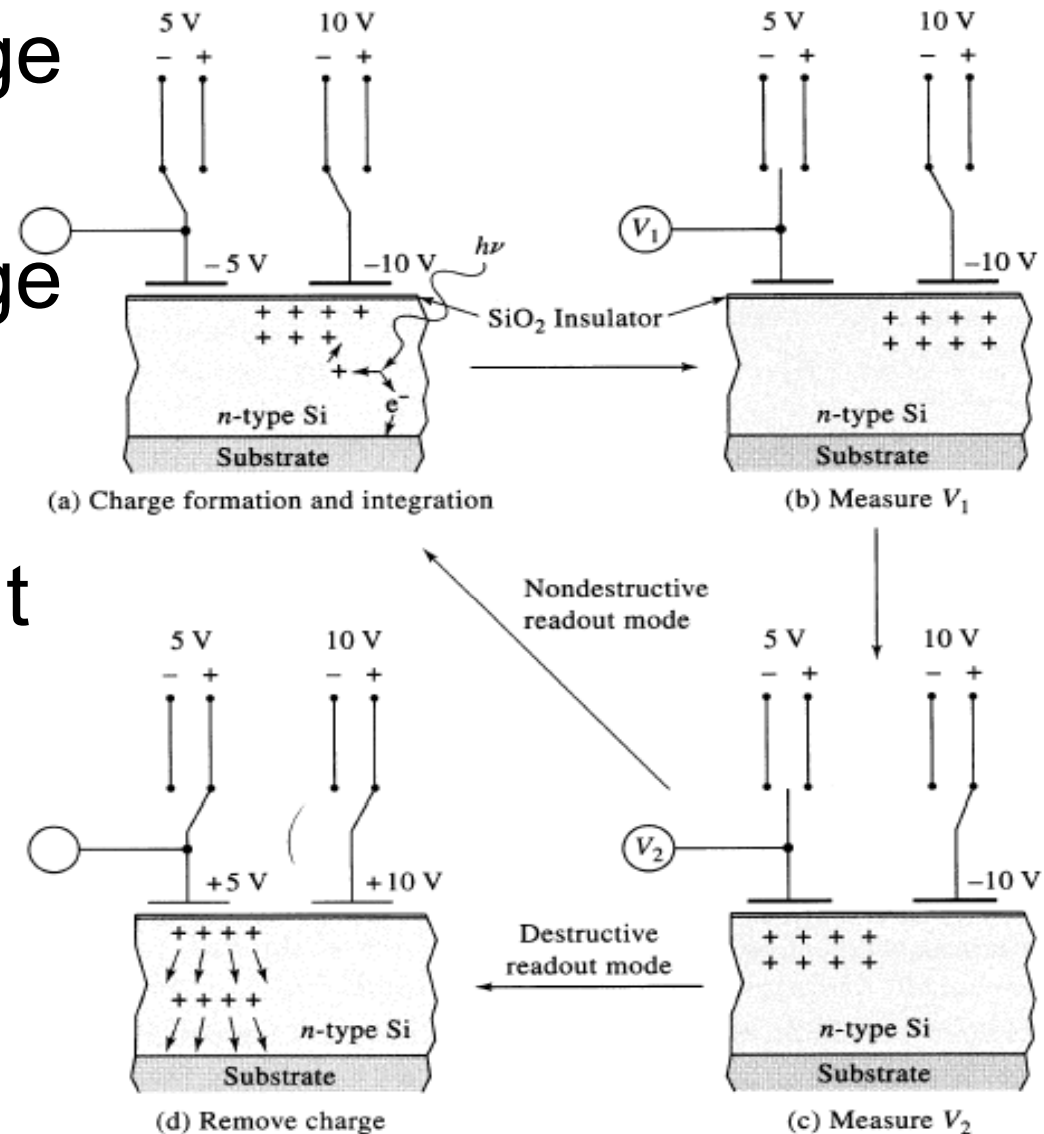 ge
ge
t
5 V 10 V
− + − +
− 5 V −10 V hν
+ + + +
+ + +
+
e−
n-type Si
Substrate
(a) Charge formation and integration
SiO2 Insulator
5 V 10 V
− + − +
V1
−10 V
+ + + +
+ + + +
n-type Si
Substrate
(b) Measure V1
Nondestructive
readout mode
5 V 10 V
− + − +
+5 V +10 V
+ + + +
+ + + +
n-type Si
Substrate
(d) Remove charge
Destructive
readout mode
5 V 10 V
− + − +
V2
−10 V
+ + + +
+ + + +
n-type Si
Substrate
(c) Measure V2